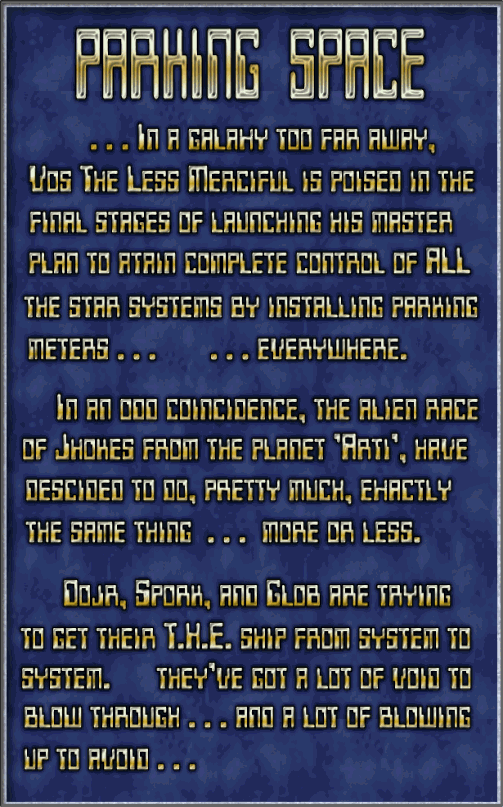 PARKING SPACE
. . . In a galaxy too far away,
Vos The Less Merciful is poised in the
final stages of launching his master
plan to atain complete control of ALL
the star systems by installing parking
meters . . . . . . everywhere.
In an odd coincidence, the alien race
of Jhokes from the planet 'Arti', have
descided to do, pretty much, exactly
the same thing . . . more or less.
Dojr, Spork, and Glob are trying
to get their T.H.E. ship from system to
system. they've got a lot of void to
blow through . . . and a lot of blowing
up to avoid . . .